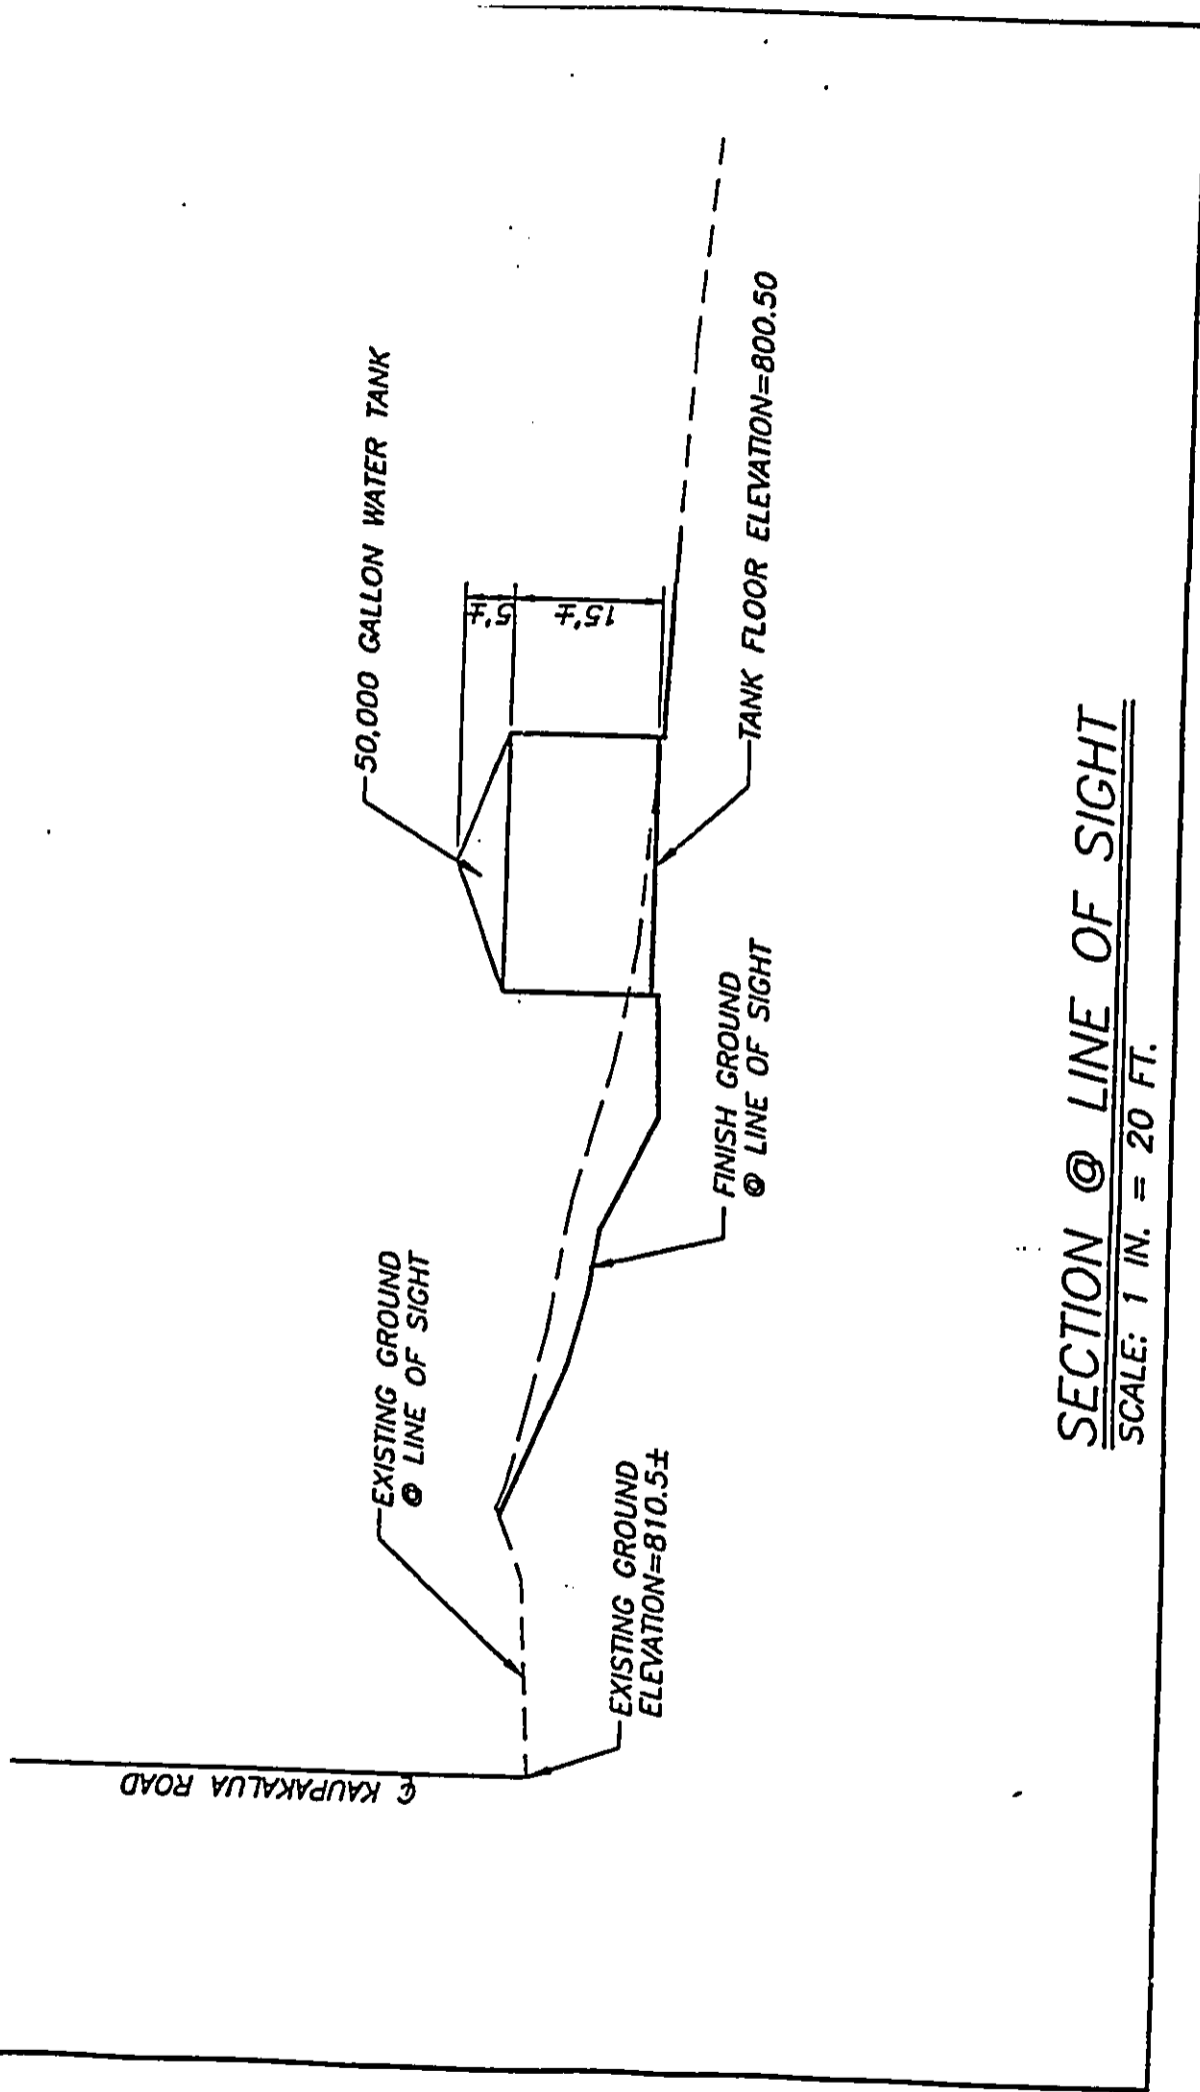 50,000 GALLON WATER TANK
5'±
15'±
EXISTING GROUND
@ LINE OF SIGHT
℄ KAUPAKALUA ROAD
EXISTING GROUND
ELEVATION=810.5±
FINISH GROUND
@ LINE OF SIGHT
TANK FLOOR ELEVATION=800.50
SECTION @ LINE OF SIGHT
SCALE: 1 IN. = 20 FT.